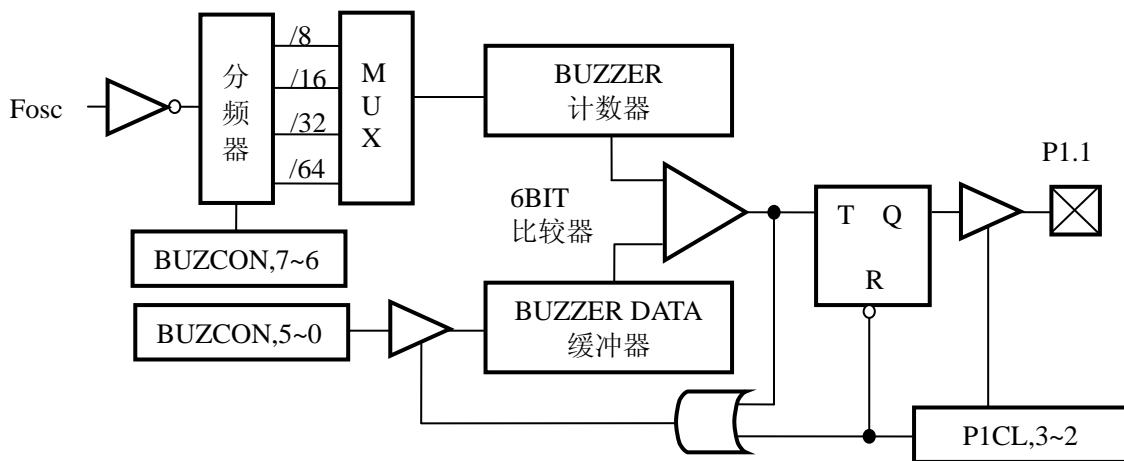 Fosc
分
频
器
/8
/16
/32
/64
M
U
X
BUZZER
计数器
6BIT
比较器
P1.1
T Q
R
BUZCON,7~6
BUZCON,5~0
BUZZER DATA
缓冲器
P1CL,3~2